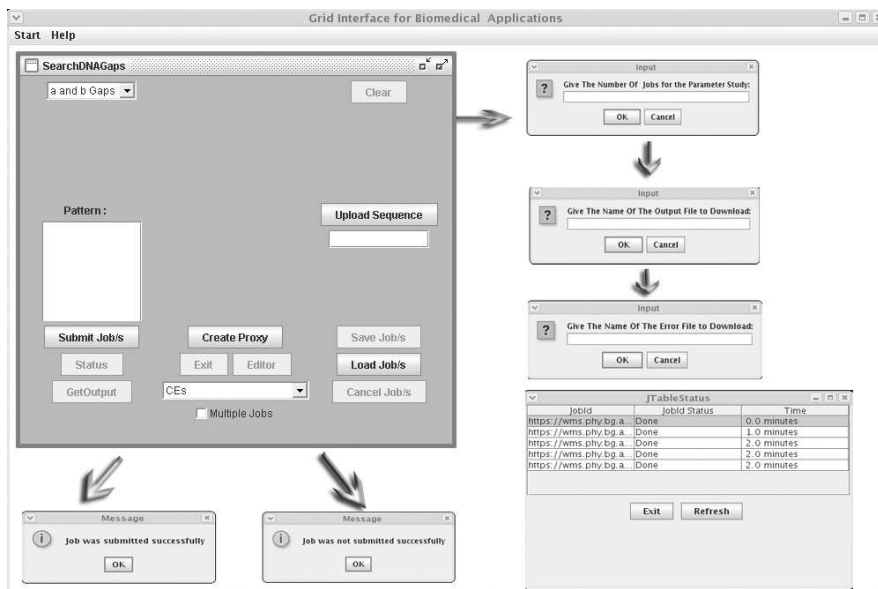 Grid Interface for Biomedical Applications
Start Help
SearchDNAGaps
a and b Gaps
Clear
Pattern :
Upload Sequence
Submit Job/s
Create Proxy
Save Job/s
Status
Exit
Editor
Load Job/s
GetOutput
CEs
Cancel Job/s
Multiple Jobs
Input
Give The Number Of Jobs for the Parameter Study:
OK Cancel
Input
Give The Name Of The Output File to Download:
OK Cancel
Input
Give The Name Of The Error File to Download:
OK Cancel
JTableStatus
JobId JobId Status Time
https://wms.phy.bg.a... Done 0.0 minutes
https://wms.phy.bg.a... Done 1.0 minutes
https://wms.phy.bg.a... Done 2.0 minutes
https://wms.phy.bg.a... Done 2.0 minutes
https://wms.phy.bg.a... Done 2.0 minutes
Exit Refresh
Message
Job was submitted successfully
OK
Message
Job was not submitted successfully
OK